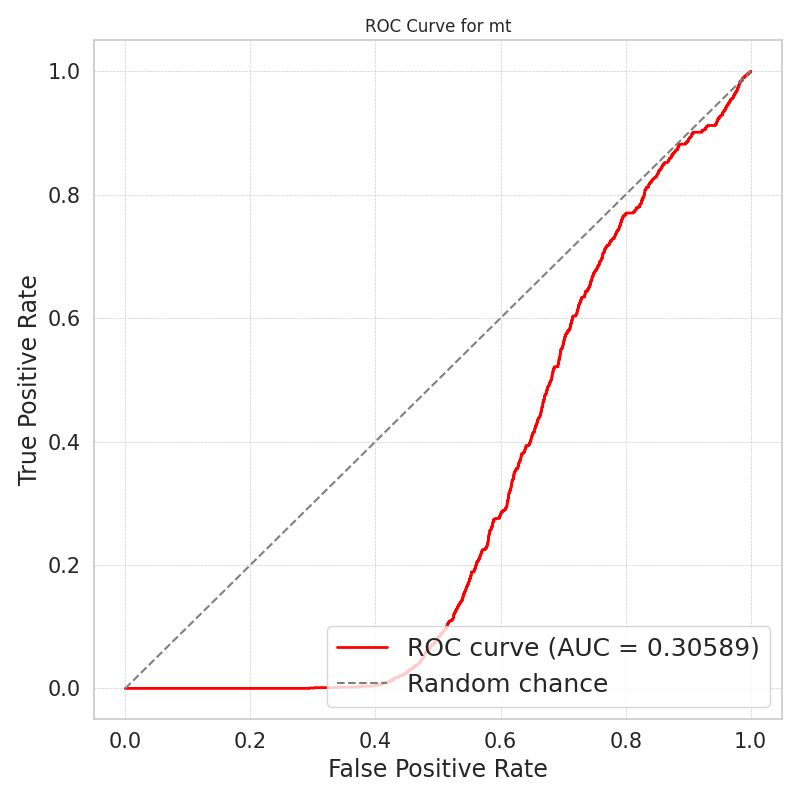 ROC Curve for mt
True Positive Rate
1.0
0.8
0.6
0.4
0.2
0.0
ROC curve (AUC = 0.30589)
Random chance
0.0 0.2 0.4 0.6 0.8 1.0
False Positive Rate